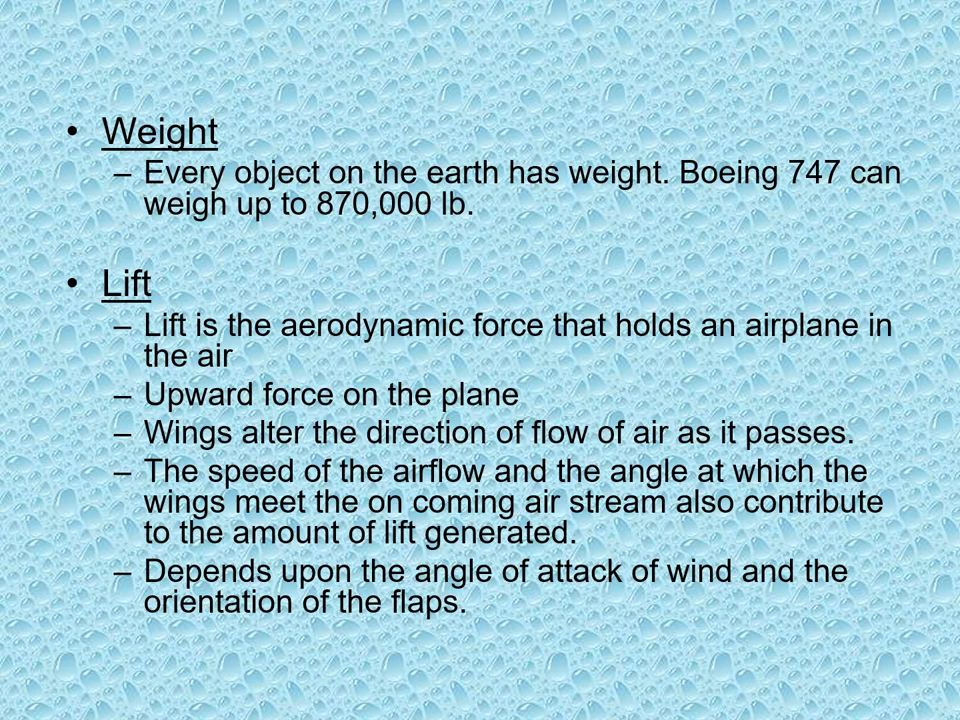 • Weight
– Every object on the earth has weight. Boeing 747 can
weigh up to 870,000 lb.
• Lift
– Lift is the aerodynamic force that holds an airplane in
the air
– Upward force on the plane
– Wings alter the direction of flow of air as it passes.
– The speed of the airflow and the angle at which the
wings meet the on coming air stream also contribute
to the amount of lift generated.
– Depends upon the angle of attack of wind and the
orientation of the flaps.